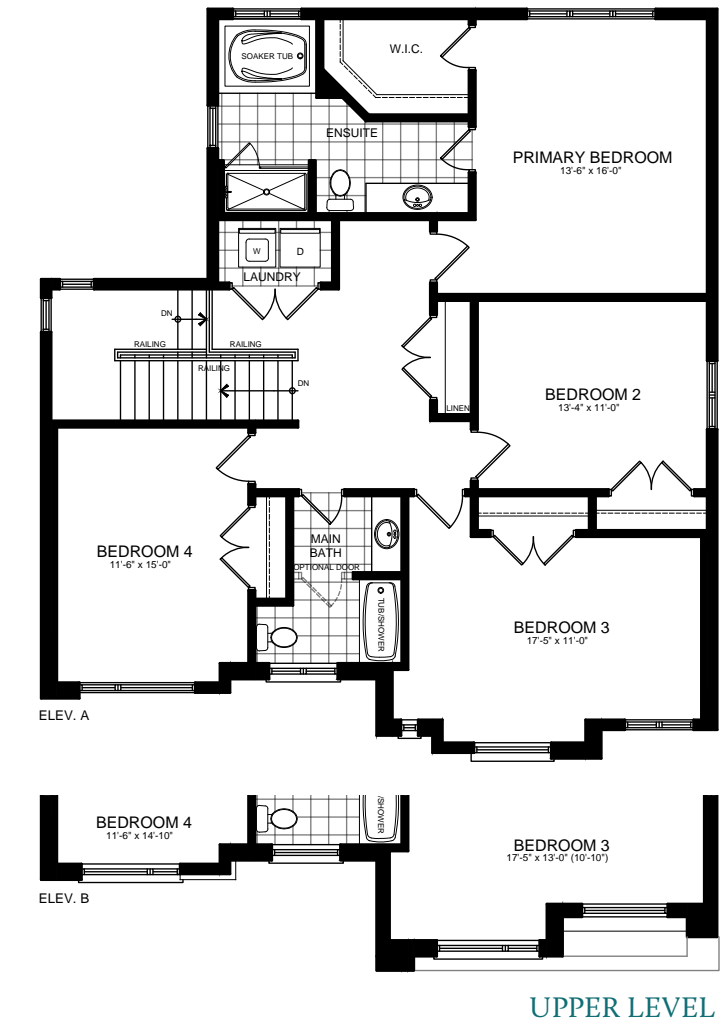 SOAKER TUB
W.I.C.
ENSUITE
PRIMARY BEDROOM
13'-6" x 16'-0"
W
D
LAUNDRY
DN
RAILING
RAILING
RAILING
DN
LINEN
BEDROOM 2
13'-4" x 11'-0"
BEDROOM 4
11'-6" x 15'-0"
MAIN
BATH
OPTIONAL DOOR
TUB/SHOWER
BEDROOM 3
17'-5" x 11'-0"
ELEV. A
BEDROOM 4
11'-6" x 14'-10"
/SHOWER
BEDROOM 3
17'-5" x 13'-0" (10'-10")
ELEV. B
UPPER LEVEL